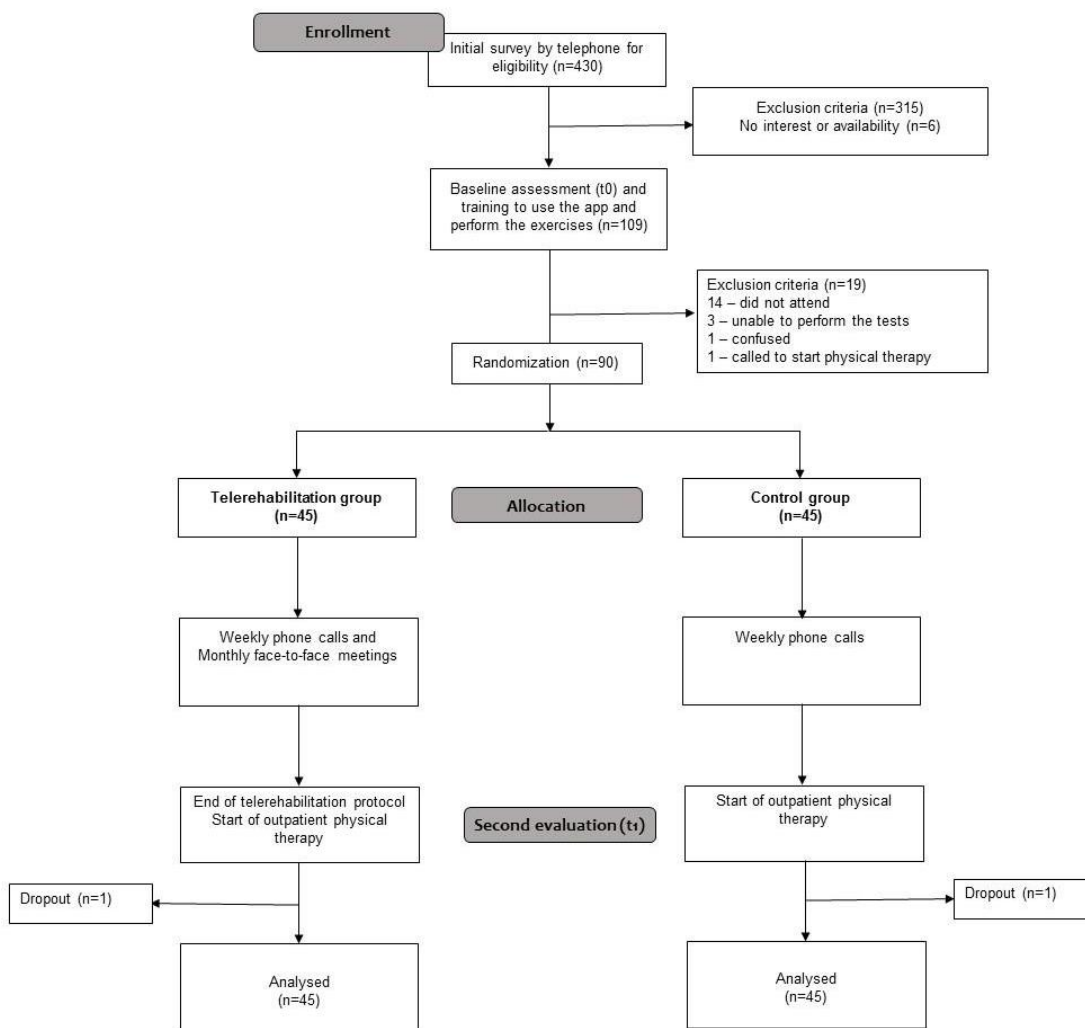 Enrollment
Initial survey by telephone for
eligibility (n=430)
Exclusion criteria (n=315)
No interest or availability (n=6)
Baseline assessment (t0) and
training to use the app and
perform the exercises (n=109)
Exclusion criteria (n=19)
14 – did not attend
3 – unable to perform the tests
1 – confused
1 – called to start physical therapy
Randomization (n=90)
Telerehabilitation group
(n=45)
Allocation
Control group
(n=45)
Weekly phone calls and
Monthly face-to-face meetings
Weekly phone calls
End of telerehabilitation protocol
Start of outpatient physical
therapy
Second evaluation (t1)
Start of outpatient physical
therapy
Dropout (n=1)
Dropout (n=1)
Analysed
(n=45)
Analysed
(n=45)